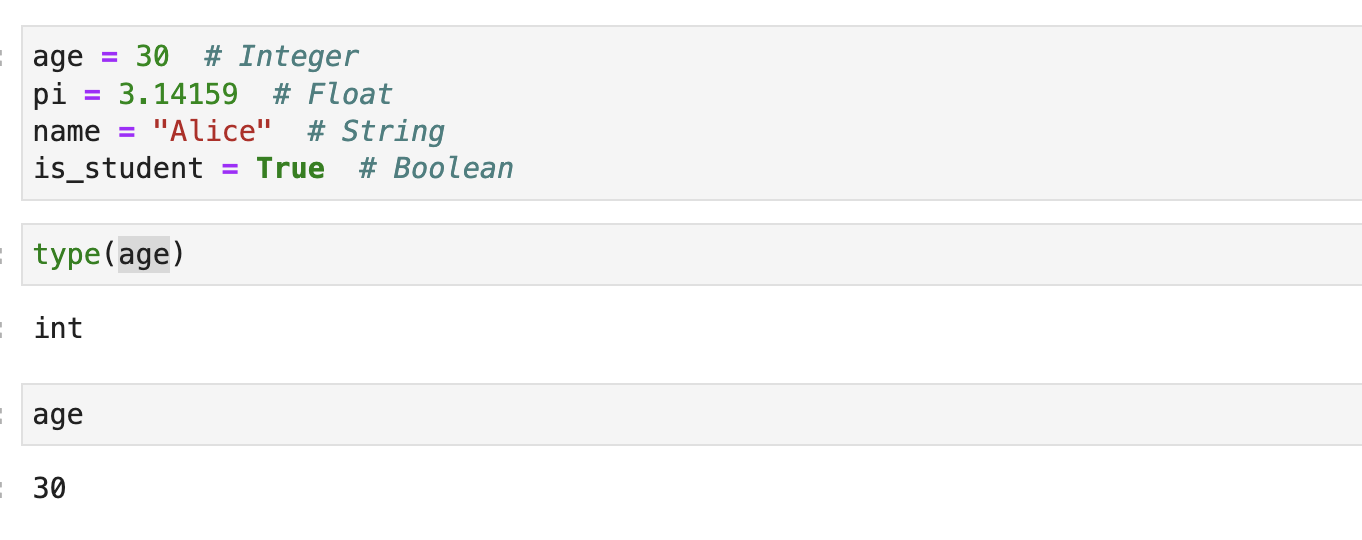 age = 30  # Integer
pi = 3.14159  # Float
name = "Alice"  # String
is_student = True  # Boolean
type(age)
int
age
30